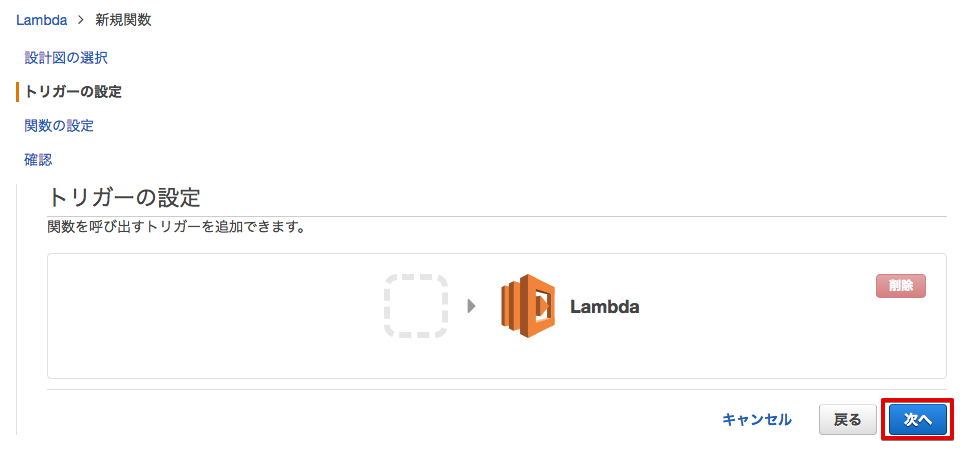 Lambda > 新規関数
設計図の選択
トリガーの設定
関数の設定
確認
トリガーの設定
関数を呼び出すトリガーを追加できます。
Lambda
削除
キャンセル 戻る 次へ